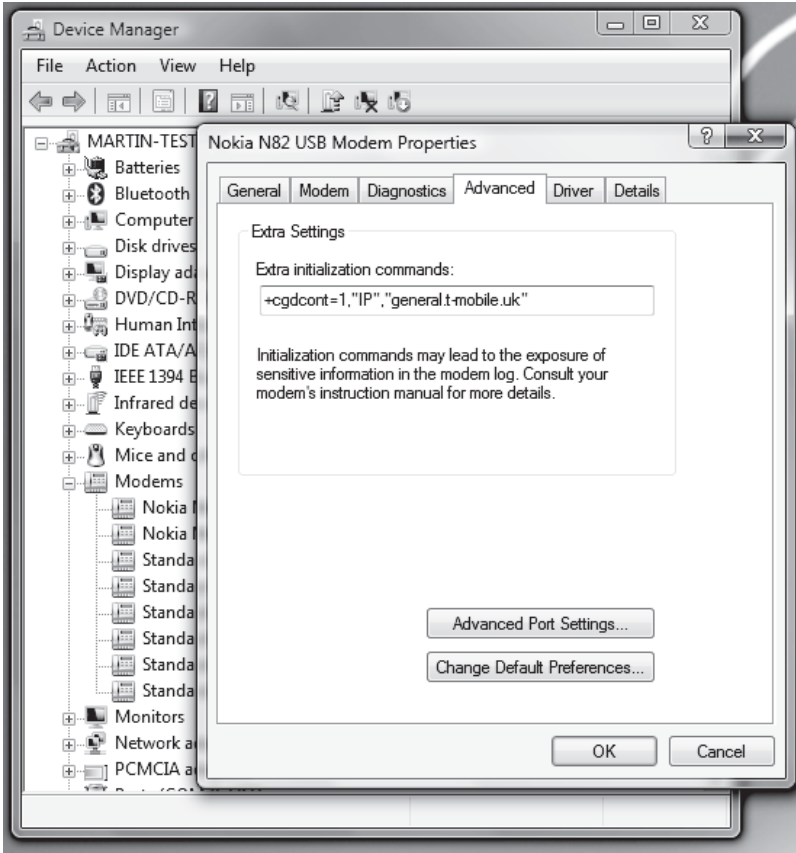 Device Manager
File Action View Help
MARTIN-TEST
Batteries
Bluetooth
Computer
Disk drives
Display
DVD/CD-R
Human
IDE ATA/A
IEEE 1394
Infrared
Keyboards
Mice and
Modems
Nokia
Nokia
Standa
Standa
Standa
Standa
Standa
Standa
Monitors
Network
PCMCIA
Nokia N82 USB Modem Properties
General Modem Diagnostics Advanced Driver Details
Extra Settings
Extra initialization commands:
+cgdcont=1,"IP","general.t-mobile.uk"
Initialization commands may lead to the exposure of
sensitive information in the modem log. Consult your
modem's instruction manual for more details.
Advanced Port Settings...
Change Default Preferences...
OK Cancel